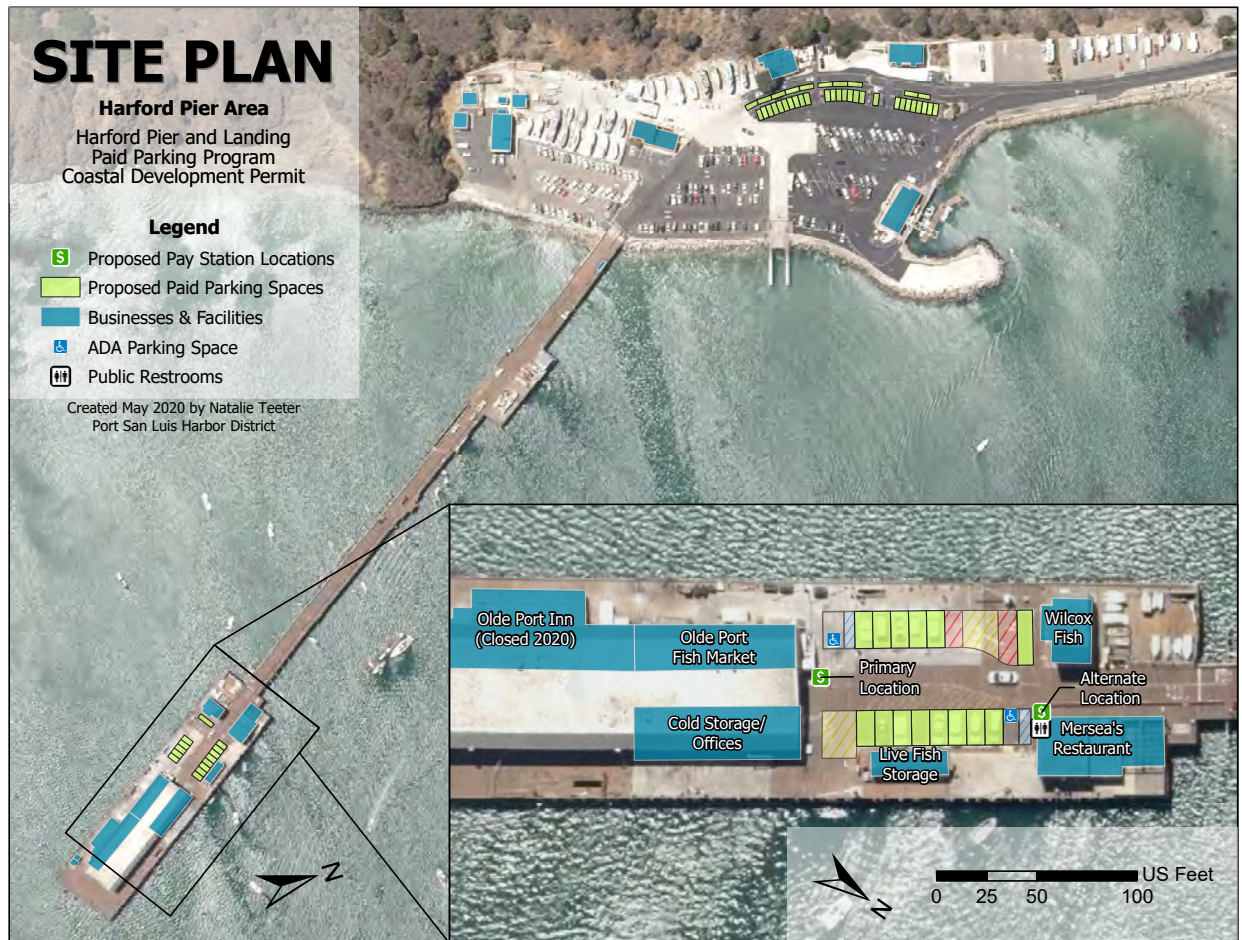 SITE PLAN
Harford Pier Area
Harford Pier and Landing
Paid Parking Program
Coastal Development Permit
Legend
$ Proposed Pay Station Locations
Proposed Paid Parking Spaces
Businesses & Facilities
ADA Parking Space
Public Restrooms
Created May 2020 by Natalie Teeter
Port San Luis Harbor District
Olde Port Inn
(Closed 2020)
Olde Port
Fish Market
Wilcox
Fish
$
Primary
Location
Alternate
Location
$
Cold Storage/
Offices
Mersea's
Restaurant
Live Fish
Storage
N
N
US Feet
0 25 50 100